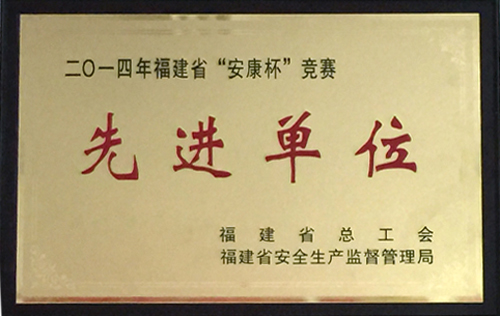 二〇一四年福建省“安康杯”竞赛
先进单位
福建省总工会
福建省安全生产监督管理局